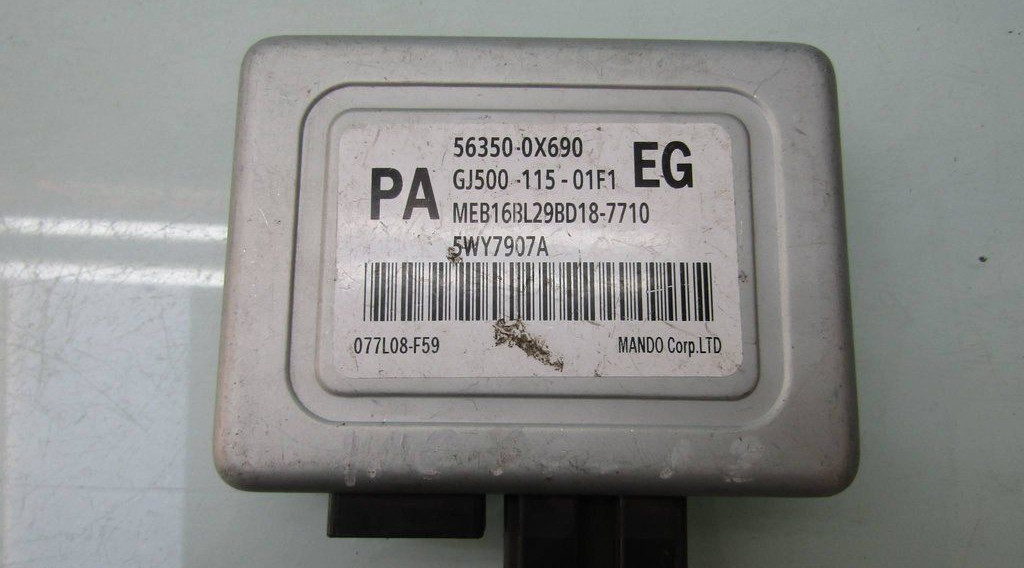 56350-0X690
PA GJ500-115-01F1 EG
MEB16BL29BD18-7710
5WY7907A
077L08-F59 MANDO Corp.LTD